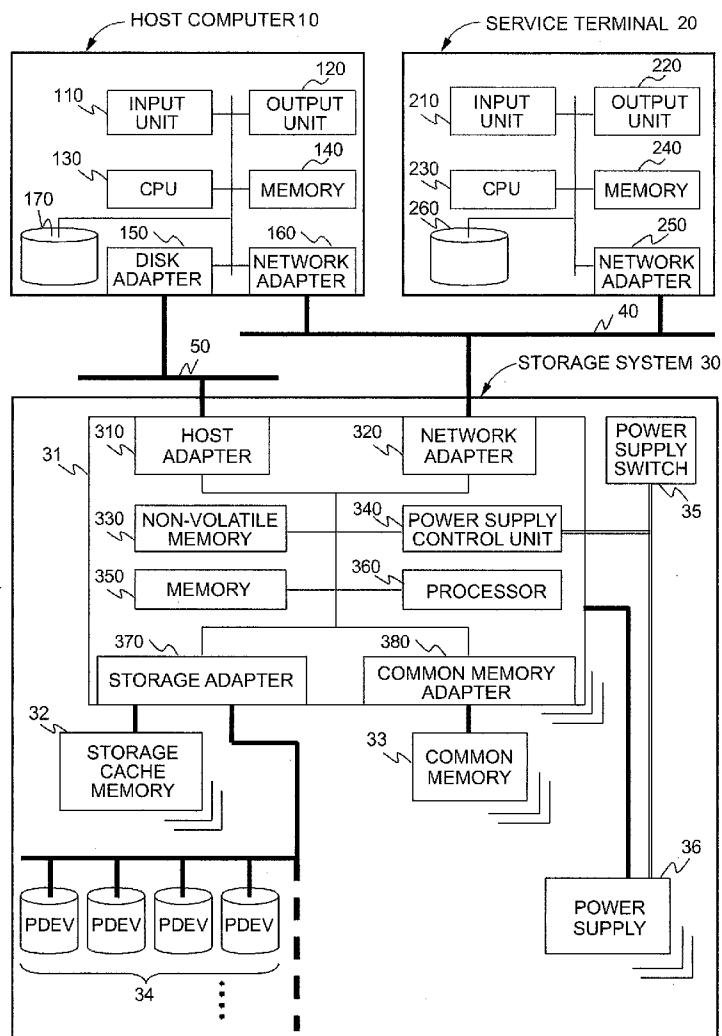 HOST COMPUTER 10
SERVICE TERMINAL 20
120
110
INPUT
UNIT
OUTPUT
UNIT
130
140
CPU
MEMORY
170
150
160
DISK
ADAPTER
NETWORK
ADAPTER
220
210
INPUT
UNIT
OUTPUT
UNIT
230
240
CPU
MEMORY
260
250
NETWORK
ADAPTER
40
50
STORAGE SYSTEM 30
31
310
HOST
ADAPTER
320
NETWORK
ADAPTER
POWER
SUPPLY
SWITCH
35
330
NON-VOLATILE
MEMORY
340
POWER SUPPLY
CONTROL UNIT
350
MEMORY
360
PROCESSOR
370
STORAGE ADAPTER
380
COMMON MEMORY
ADAPTER
32
STORAGE
CACHE
MEMORY
33
COMMON
MEMORY
36
POWER
SUPPLY
PDEV
PDEV
PDEV
PDEV
34